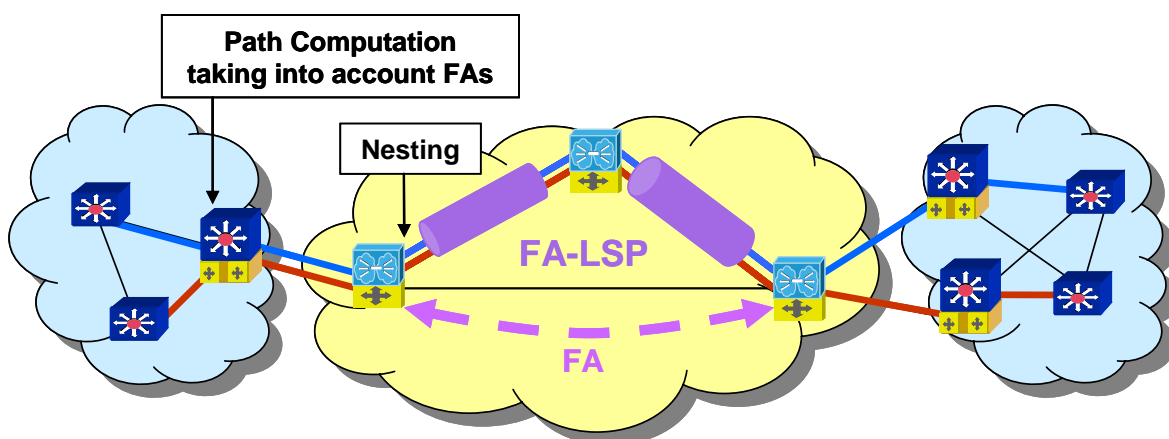 Path Computation
taking into account FAs
Nesting
FA-LSP
FA